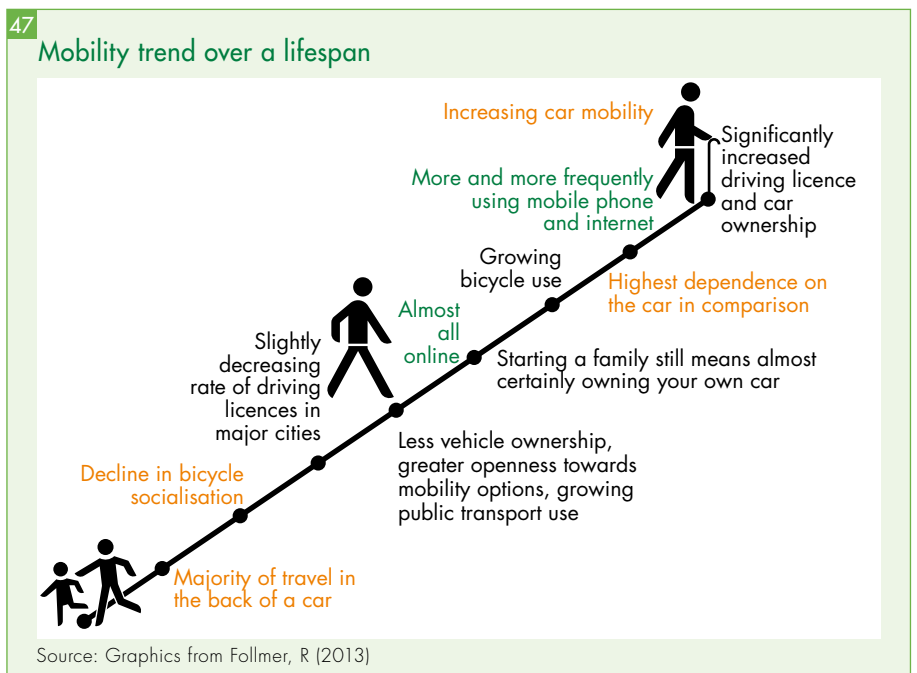 47
Mobility trend over a lifespan
Increasing car mobility
Significantly
increased
driving licence
and car
ownership
More and more frequently
using mobile phone
and internet
Growing
bicycle use
Highest dependence on
the car in comparison
Almost
all
online
Starting a family still means almost
certainly owning your own car
Slightly
decreasing
rate of driving
licences in
major cities
Less vehicle ownership,
greater openness towards
mobility options, growing
public transport use
Decline in bicycle
socialisation
Majority of travel in
the back of a car
Source: Graphics from Follmer, R (2013)